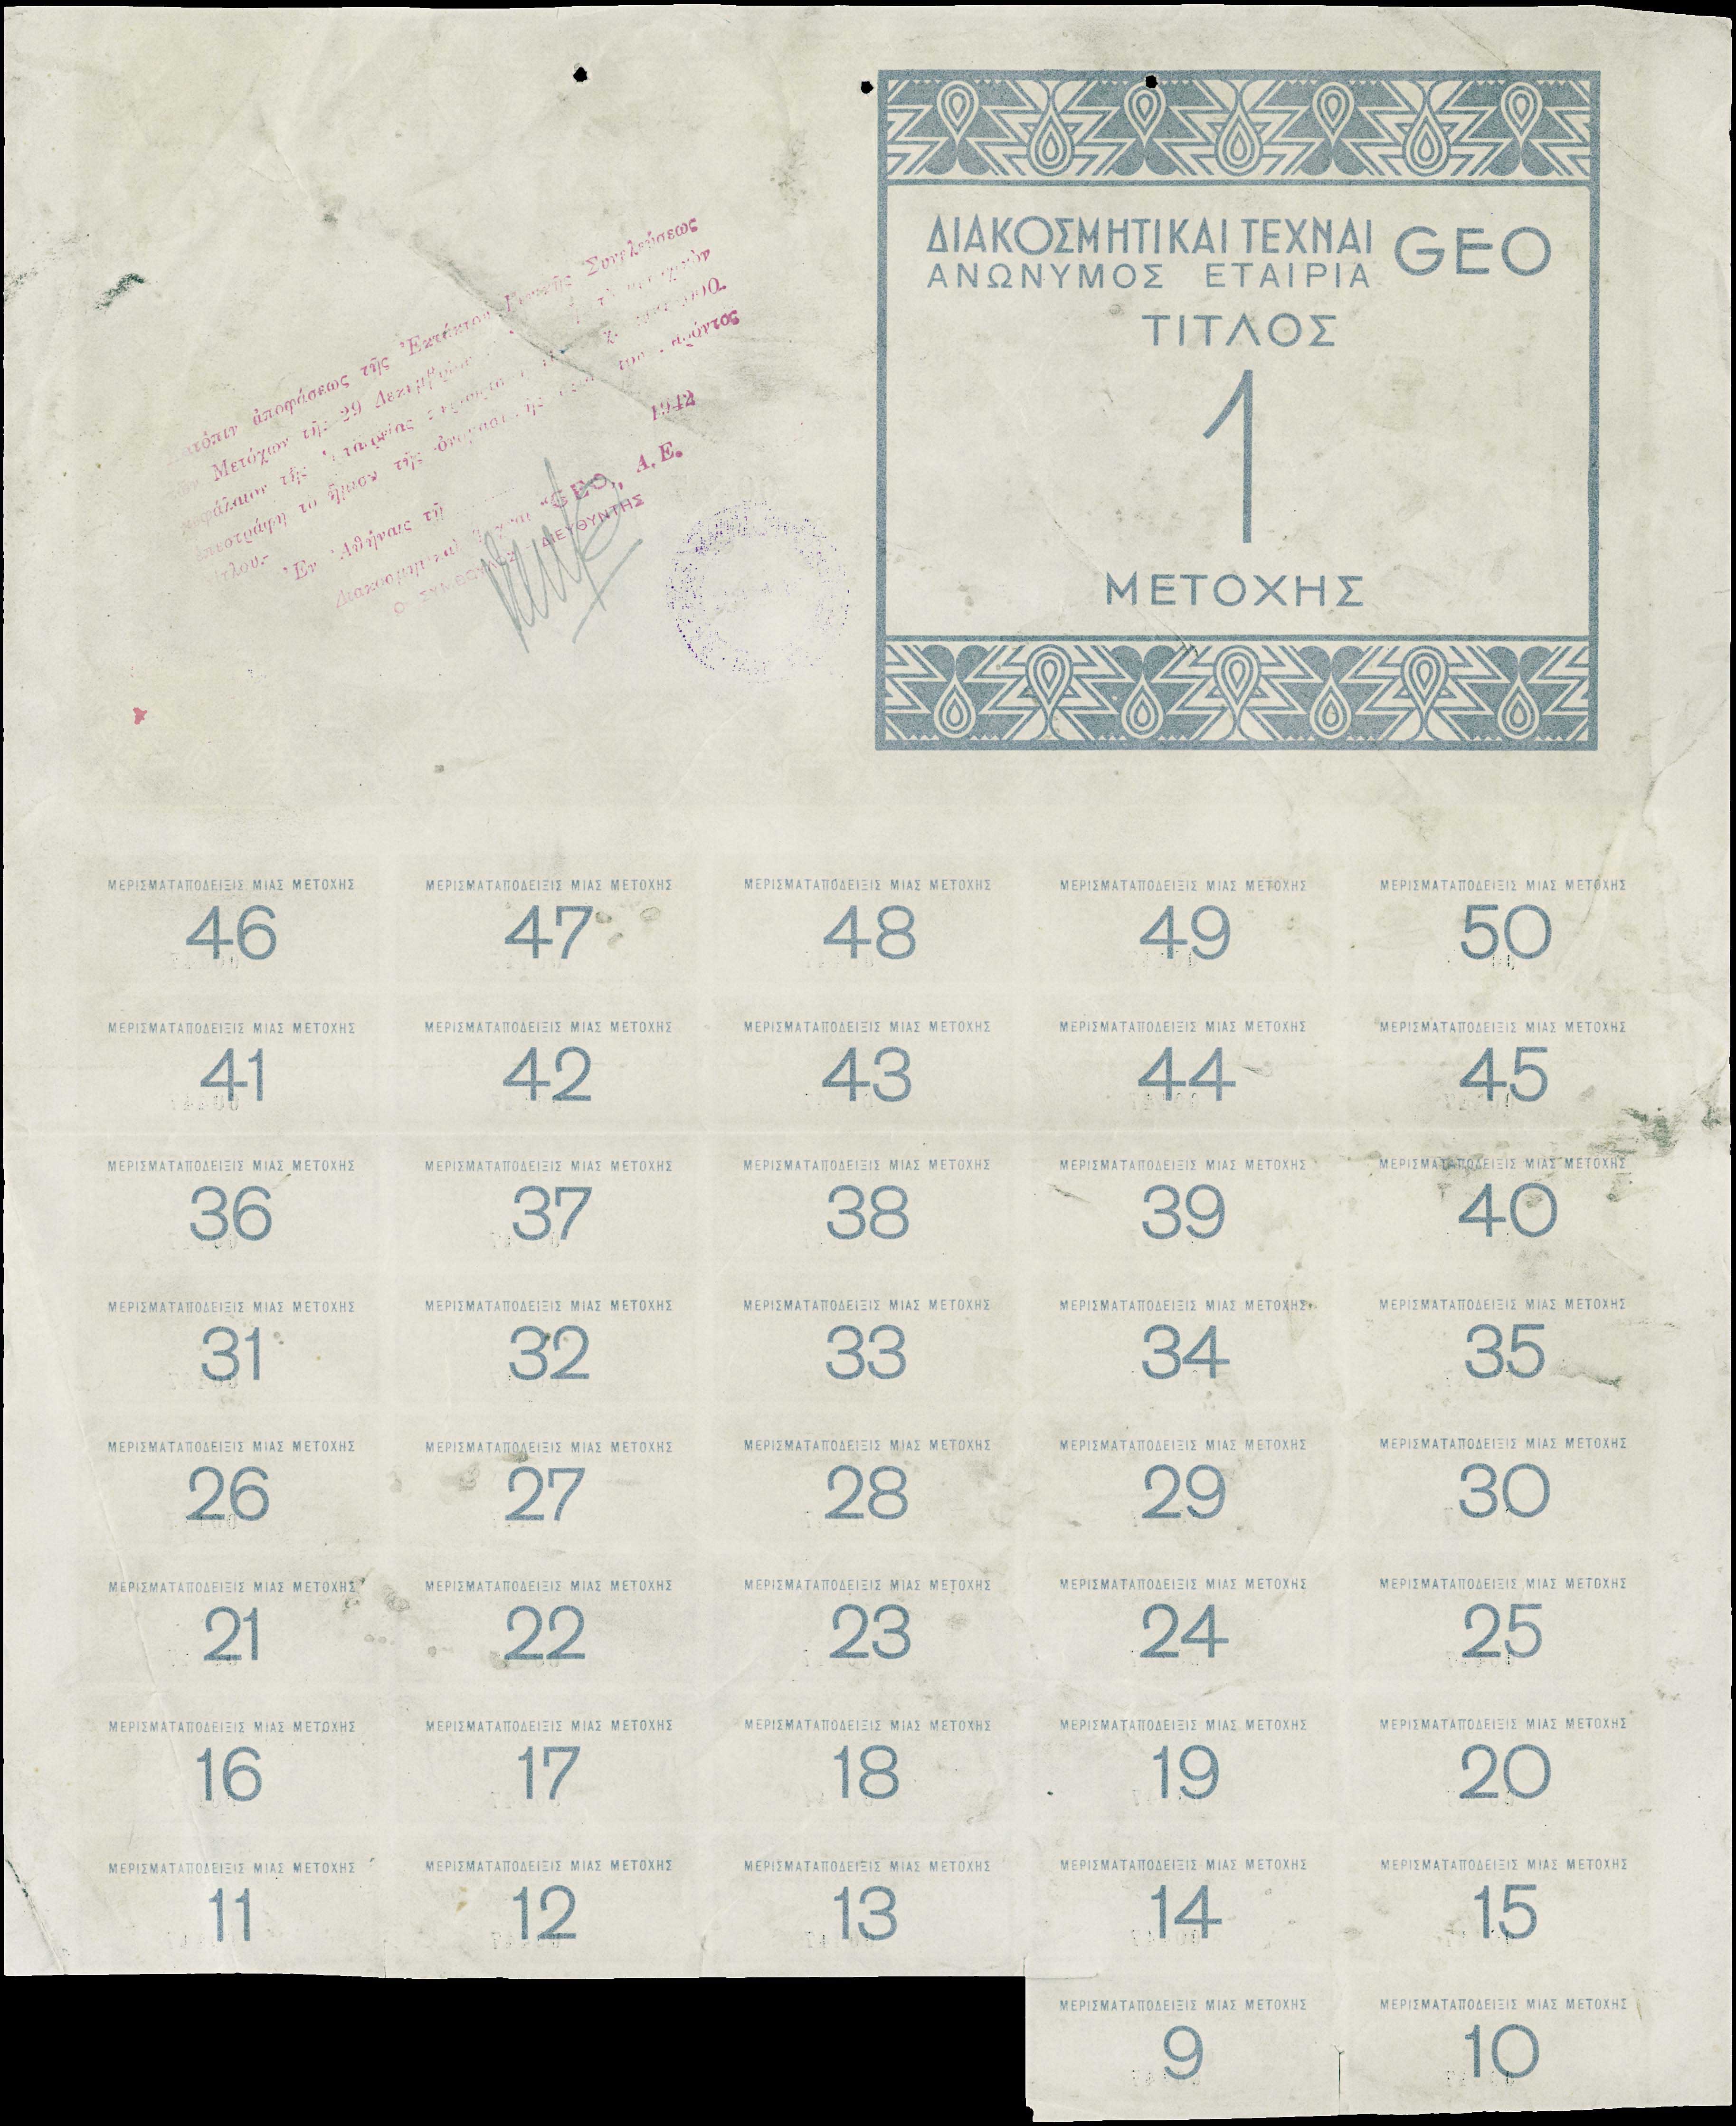 ΔΙΑΚΟΣΜΗΤΙΚΑΙ ΤΕΧΝΑΙ GEO
ΑΝΩΝΥΜΟΣ ΕΤΑΙΡΙΑ
ΤΙΤΛΟΣ
1
ΜΕΤΟΧΗΣ
ἀποφάσεως τῆς Ἐκτάκτου Γενικῆς Συνελεύσεως
Μετόχων τῆς 29 Δεκεμβρίου
Ἐν Ἀθήναις τῇ 1942
"GEO" Α.Ε.
Ο ΣΥΜΒΟΥΛΟΣ ΔΙΕΥΘΥΝΤΗΣ
ΜΕΡΙΣΜΑΤΑΠΟΔΕΙΞΙΣ ΜΙΑΣ ΜΕΤΟΧΗΣ ΜΕΡΙΣΜΑΤΑΠΟΔΕΙΞΙΣ ΜΙΑΣ ΜΕΤΟΧΗΣ ΜΕΡΙΣΜΑΤΑΠΟΔΕΙΞΙΣ ΜΙΑΣ ΜΕΤΟΧΗΣ ΜΕΡΙΣΜΑΤΑΠΟΔΕΙΞΙΣ ΜΙΑΣ ΜΕΤΟΧΗΣ ΜΕΡΙΣΜΑΤΑΠΟΔΕΙΞΙΣ ΜΙΑΣ ΜΕΤΟΧΗΣ
46 47 48 49 50
ΜΕΡΙΣΜΑΤΑΠΟΔΕΙΞΙΣ ΜΙΑΣ ΜΕΤΟΧΗΣ ΜΕΡΙΣΜΑΤΑΠΟΔΕΙΞΙΣ ΜΙΑΣ ΜΕΤΟΧΗΣ ΜΕΡΙΣΜΑΤΑΠΟΔΕΙΞΙΣ ΜΙΑΣ ΜΕΤΟΧΗΣ ΜΕΡΙΣΜΑΤΑΠΟΔΕΙΞΙΣ ΜΙΑΣ ΜΕΤΟΧΗΣ ΜΕΡΙΣΜΑΤΑΠΟΔΕΙΞΙΣ ΜΙΑΣ ΜΕΤΟΧΗΣ
41 42 43 44 45
ΜΕΡΙΣΜΑΤΑΠΟΔΕΙΞΙΣ ΜΙΑΣ ΜΕΤΟΧΗΣ ΜΕΡΙΣΜΑΤΑΠΟΔΕΙΞΙΣ ΜΙΑΣ ΜΕΤΟΧΗΣ ΜΕΡΙΣΜΑΤΑΠΟΔΕΙΞΙΣ ΜΙΑΣ ΜΕΤΟΧΗΣ ΜΕΡΙΣΜΑΤΑΠΟΔΕΙΞΙΣ ΜΙΑΣ ΜΕΤΟΧΗΣ ΜΕΡΙΣΜΑΤΑΠΟΔΕΙΞΙΣ ΜΙΑΣ ΜΕΤΟΧΗΣ
36 37 38 39 40
ΜΕΡΙΣΜΑΤΑΠΟΔΕΙΞΙΣ ΜΙΑΣ ΜΕΤΟΧΗΣ ΜΕΡΙΣΜΑΤΑΠΟΔΕΙΞΙΣ ΜΙΑΣ ΜΕΤΟΧΗΣ ΜΕΡΙΣΜΑΤΑΠΟΔΕΙΞΙΣ ΜΙΑΣ ΜΕΤΟΧΗΣ ΜΕΡΙΣΜΑΤΑΠΟΔΕΙΞΙΣ ΜΙΑΣ ΜΕΤΟΧΗΣ ΜΕΡΙΣΜΑΤΑΠΟΔΕΙΞΙΣ ΜΙΑΣ ΜΕΤΟΧΗΣ
31 32 33 34 35
ΜΕΡΙΣΜΑΤΑΠΟΔΕΙΞΙΣ ΜΙΑΣ ΜΕΤΟΧΗΣ ΜΕΡΙΣΜΑΤΑΠΟΔΕΙΞΙΣ ΜΙΑΣ ΜΕΤΟΧΗΣ ΜΕΡΙΣΜΑΤΑΠΟΔΕΙΞΙΣ ΜΙΑΣ ΜΕΤΟΧΗΣ ΜΕΡΙΣΜΑΤΑΠΟΔΕΙΞΙΣ ΜΙΑΣ ΜΕΤΟΧΗΣ ΜΕΡΙΣΜΑΤΑΠΟΔΕΙΞΙΣ ΜΙΑΣ ΜΕΤΟΧΗΣ
26 27 28 29 30
ΜΕΡΙΣΜΑΤΑΠΟΔΕΙΞΙΣ ΜΙΑΣ ΜΕΤΟΧΗΣ ΜΕΡΙΣΜΑΤΑΠΟΔΕΙΞΙΣ ΜΙΑΣ ΜΕΤΟΧΗΣ ΜΕΡΙΣΜΑΤΑΠΟΔΕΙΞΙΣ ΜΙΑΣ ΜΕΤΟΧΗΣ ΜΕΡΙΣΜΑΤΑΠΟΔΕΙΞΙΣ ΜΙΑΣ ΜΕΤΟΧΗΣ ΜΕΡΙΣΜΑΤΑΠΟΔΕΙΞΙΣ ΜΙΑΣ ΜΕΤΟΧΗΣ
21 22 23 24 25
ΜΕΡΙΣΜΑΤΑΠΟΔΕΙΞΙΣ ΜΙΑΣ ΜΕΤΟΧΗΣ ΜΕΡΙΣΜΑΤΑΠΟΔΕΙΞΙΣ ΜΙΑΣ ΜΕΤΟΧΗΣ ΜΕΡΙΣΜΑΤΑΠΟΔΕΙΞΙΣ ΜΙΑΣ ΜΕΤΟΧΗΣ ΜΕΡΙΣΜΑΤΑΠΟΔΕΙΞΙΣ ΜΙΑΣ ΜΕΤΟΧΗΣ ΜΕΡΙΣΜΑΤΑΠΟΔΕΙΞΙΣ ΜΙΑΣ ΜΕΤΟΧΗΣ
16 17 18 19 20
ΜΕΡΙΣΜΑΤΑΠΟΔΕΙΞΙΣ ΜΙΑΣ ΜΕΤΟΧΗΣ ΜΕΡΙΣΜΑΤΑΠΟΔΕΙΞΙΣ ΜΙΑΣ ΜΕΤΟΧΗΣ ΜΕΡΙΣΜΑΤΑΠΟΔΕΙΞΙΣ ΜΙΑΣ ΜΕΤΟΧΗΣ ΜΕΡΙΣΜΑΤΑΠΟΔΕΙΞΙΣ ΜΙΑΣ ΜΕΤΟΧΗΣ ΜΕΡΙΣΜΑΤΑΠΟΔΕΙΞΙΣ ΜΙΑΣ ΜΕΤΟΧΗΣ
11 12 13 14 15
ΜΕΡΙΣΜΑΤΑΠΟΔΕΙΞΙΣ ΜΙΑΣ ΜΕΤΟΧΗΣ ΜΕΡΙΣΜΑΤΑΠΟΔΕΙΞΙΣ ΜΙΑΣ ΜΕΤΟΧΗΣ
9 10